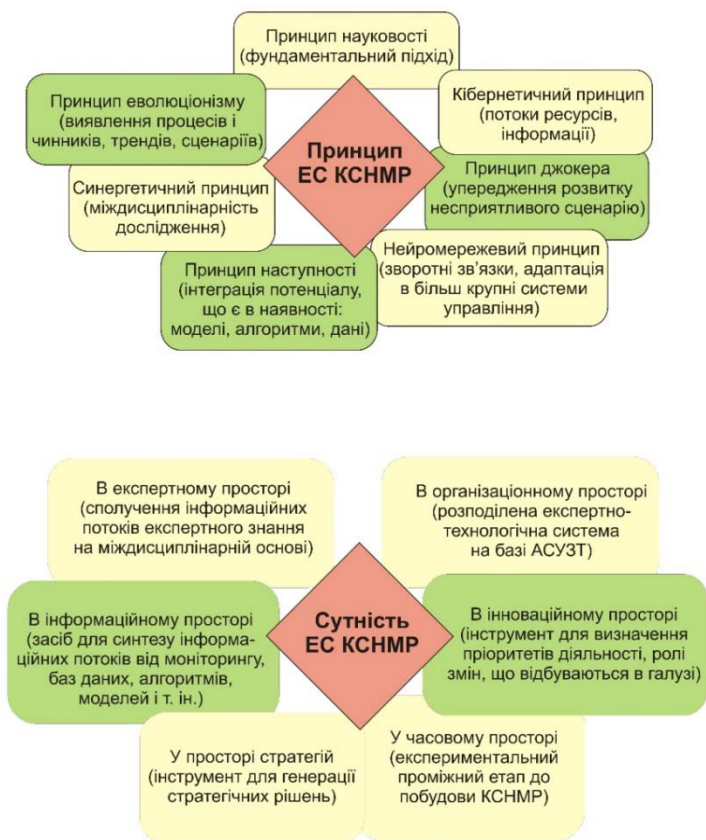 Принцип науковості
(фундаментальний підхід)
Принцип еволюціонізму
(виявлення процесів і
чинників, трендів, сценаріїв)
Кібернетичний принцип
(потоки ресурсів,
інформації)
Принцип
ЕС КСНМР
Синергетичний принцип
(міждисциплінарність
дослідження)
Принцип джокера
(упередження розвитку
несприятливого сценарію)
Принцип наступності
(інтеграція потенціалу,
що є в наявності:
моделі, алгоритми, дані)
Нейромережевий принцип
(зворотні зв’язки, адаптація
в більш крупні системи
управління)
В експертному просторі
(сполучення інформаційних
потоків експертного знання
на міждисциплінарній основі)
В організаціонному просторі
(розподілена експертно-
технологічна система
на базі АСУЗТ)
В інформаційному просторі
(засіб для синтезу інформа-
ційних потоків від моніторингу,
баз даних, алгоритмів,
моделей і т. ін.)
Сутність
ЕС КСНМР
В інноваційному просторі
(інструмент для визначення
пріоритетів діяльності, ролі
змін, що відбуваються в галузі)
У просторі стратегій
(інструмент для генерації
стратегічних рішень)
У часовому просторі
(експериментальний
проміжний етап до
побудови КСНМР)